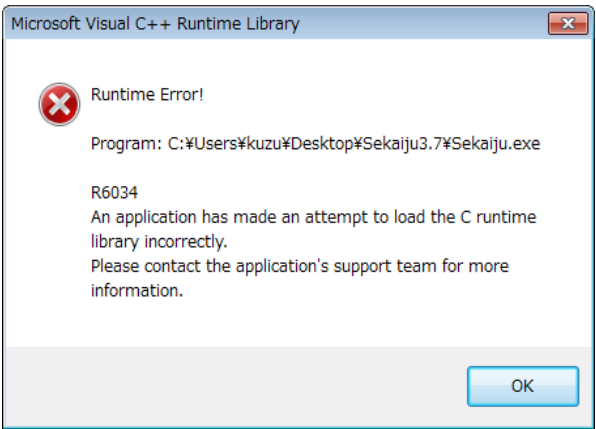 Microsoft Visual C++ Runtime Library
Runtime Error!
Program: C:¥Users¥kuzu¥Desktop¥Sekaiju3.7¥Sekaiju.exe
R6034
An application has made an attempt to load the C runtime
library incorrectly.
Please contact the application's support team for more
information.
OK